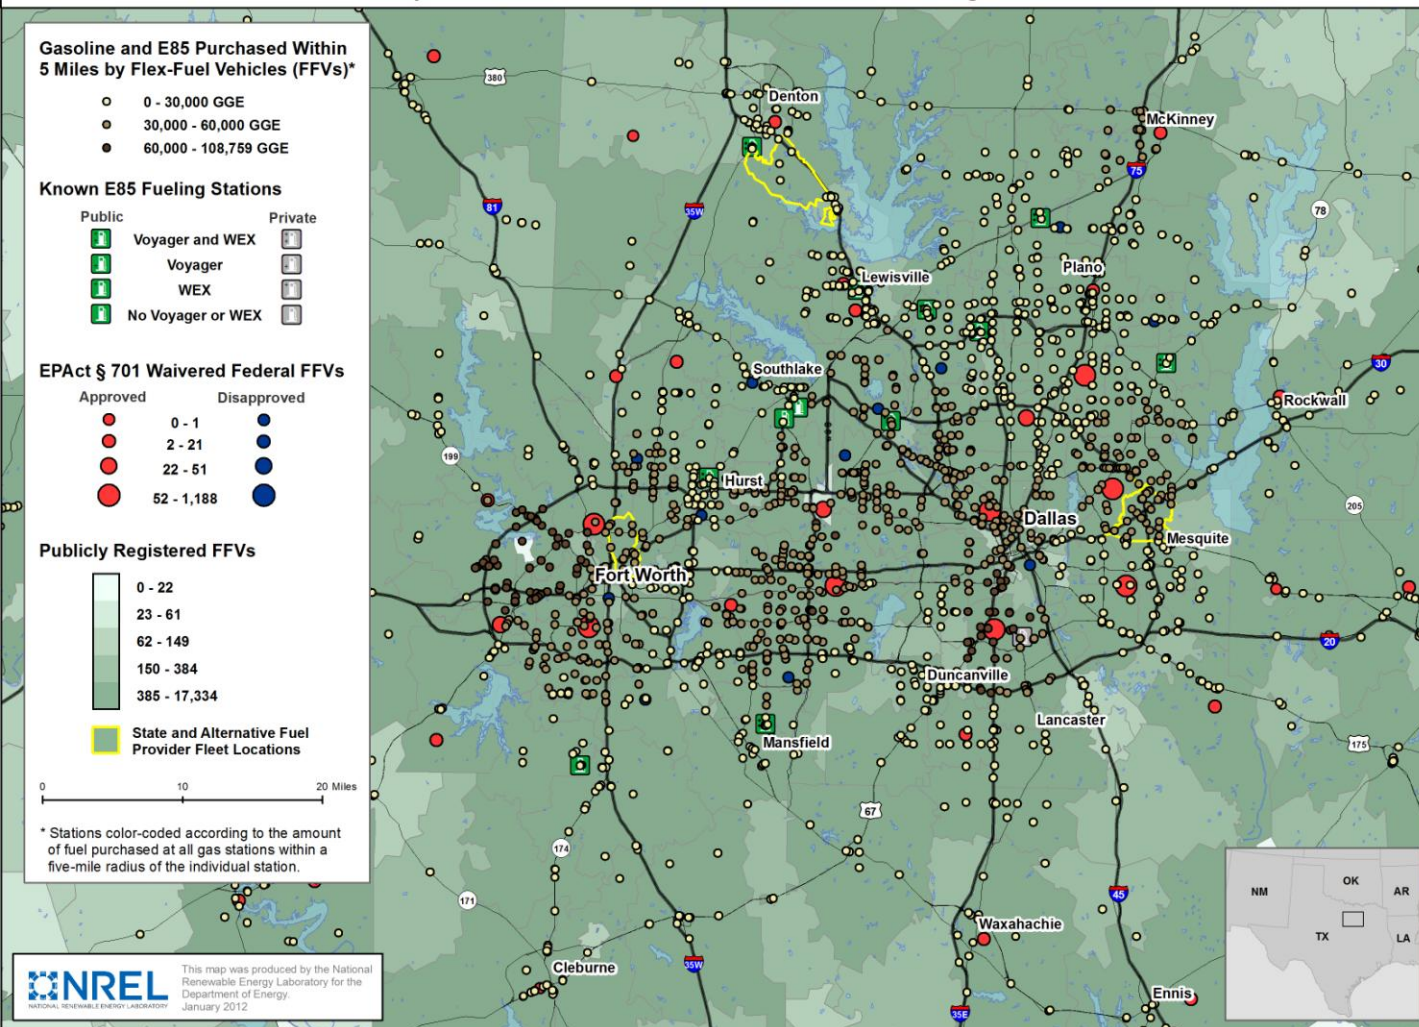 Gasoline and E85 Purchased Within
5 Miles by Flex-Fuel Vehicles (FFVs)*
0 - 30,000 GGE
30,000 - 60,000 GGE
60,000 - 108,759 GGE
Known E85 Fueling Stations
Public Private
Voyager and WEX
Voyager
WEX
No Voyager or WEX
EPAct § 701 Waivered Federal FFVs
Approved Disapproved
0 - 1
2 - 21
22 - 51
52 - 1,188
Publicly Registered FFVs
0 - 22
23 - 61
62 - 149
150 - 384
385 - 17,334
State and Alternative Fuel
Provider Fleet Locations
0 10 20 Miles
* Stations color-coded according to the amount
of fuel purchased at all gas stations within a
five-mile radius of the individual station.
NREL
NATIONAL RENEWABLE ENERGY LABORATORY
This map was produced by the National
Renewable Energy Laboratory for the
Department of Energy.
January 2012
380
Denton
McKinney
75
81
35W
78
Lewisville
Plano
Southlake
30
Rockwall
199
Hurst
205
Dallas
Mesquite
Fort Worth
20
Duncanville
Lancaster
Mansfield
175
67
174
171
45
Waxahachie
35W
Cleburne
Ennis
35E
NM
OK
AR
TX
LA